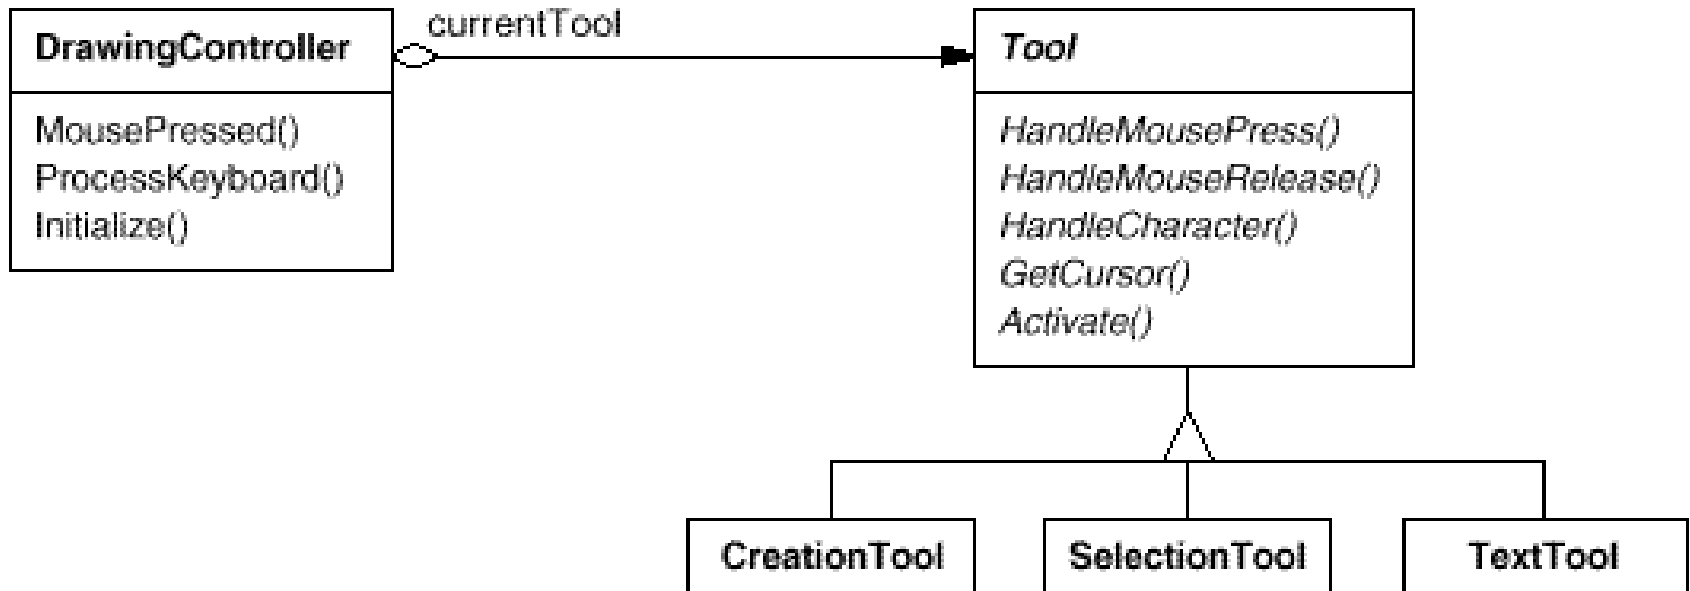 DrawingController
MousePressed()
ProcessKeyboard()
Initialize()
currentTool
Tool
HandleMousePress()
HandleMouseRelease()
HandleCharacter()
GetCursor()
Activate()
CreationTool
SelectionTool
TextTool